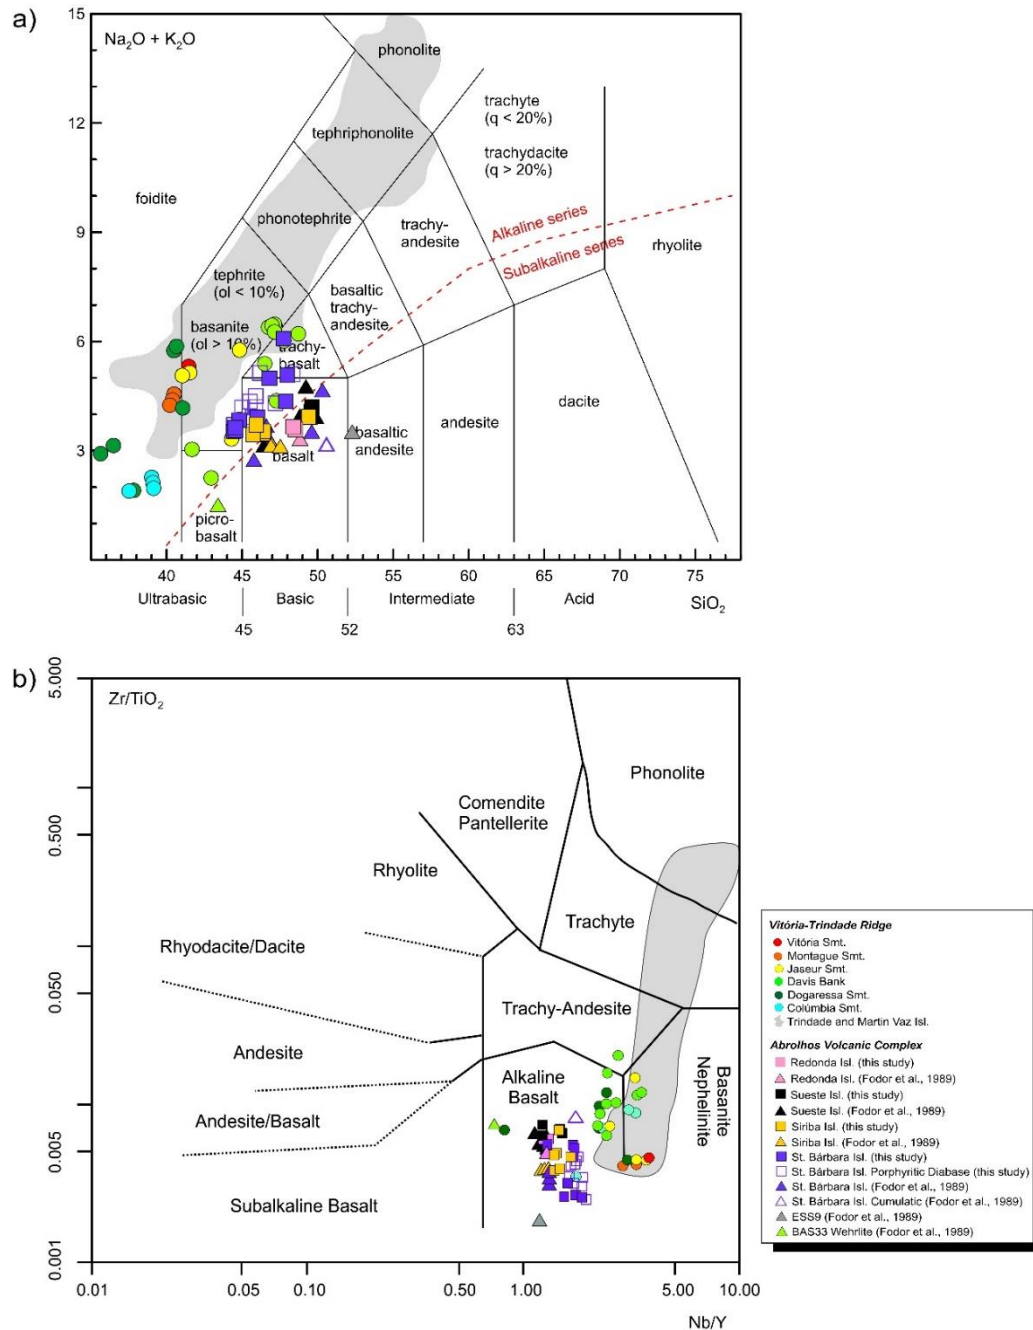 a)
Na₂O + K₂O
15
12
9
6
3
phonolite
tephriphonolite
trachyte
(q < 20%)
trachydacite
(q > 20%)
foidite
phonotephrite
trachy-
andesite
Alkaline series
Subalkaline series
rhyolite
tephrite
(ol < 10%)
basaltic
trachy-
andesite
basanite
(ol > 10%)
trachy-
basalt
basalt
basaltic
andesite
andesite
dacite
picro-
basalt
40 45 50 55 60 65 70 75
Ultrabasic Basic Intermediate Acid SiO₂
45 52 63
b)
Zr/TiO₂
5.000
0.500
0.050
0.005
0.001
Phonolite
Comendite
Pantellerite
Rhyolite
Trachyte
Rhyodacite/Dacite
Trachy-Andesite
Andesite
Alkaline
Basalt
Basanite
Nephelinite
Andesite/Basalt
Subalkaline Basalt
0.01 0.10 0.50 1.00 5.00 10.00
Nb/Y
Vitória-Trindade Ridge
Vitória Smt.
Montague Smt.
Jaseur Smt.
Davis Bank
Dogaressa Smt.
Colúmbia Smt.
Trindade and Martin Vaz Isl.
Abrolhos Volcanic Complex
Redonda Isl. (this study)
Redonda Isl. (Fodor et al., 1989)
Sueste Isl. (this study)
Sueste Isl. (Fodor et al., 1989)
Siriba Isl. (this study)
Siriba Isl. (Fodor et al., 1989)
St. Bárbara Isl. (this study)
St. Bárbara Isl. Porphyritic Diabase (this study)
St. Bárbara Isl. (Fodor et al., 1989)
St. Bárbara Isl. Cumulatic (Fodor et al., 1989)
ESS9 (Fodor et al., 1989)
BAS33 Wehrlite (Fodor et al., 1989)